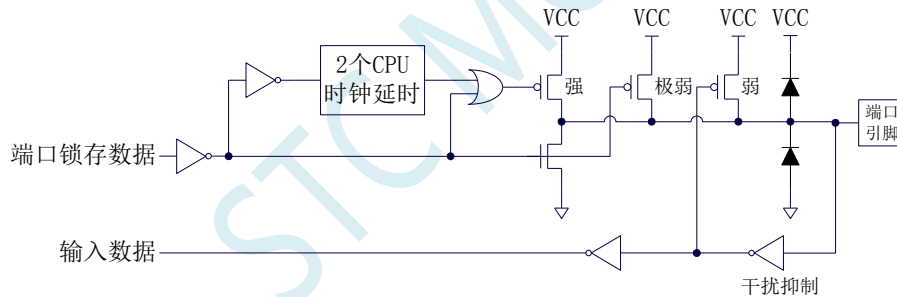 VCC VCC VCC VCC
2个CPU
时钟延时
强
极弱
弱
端口
引脚
端口锁存数据
输入数据
干扰抑制
STC M